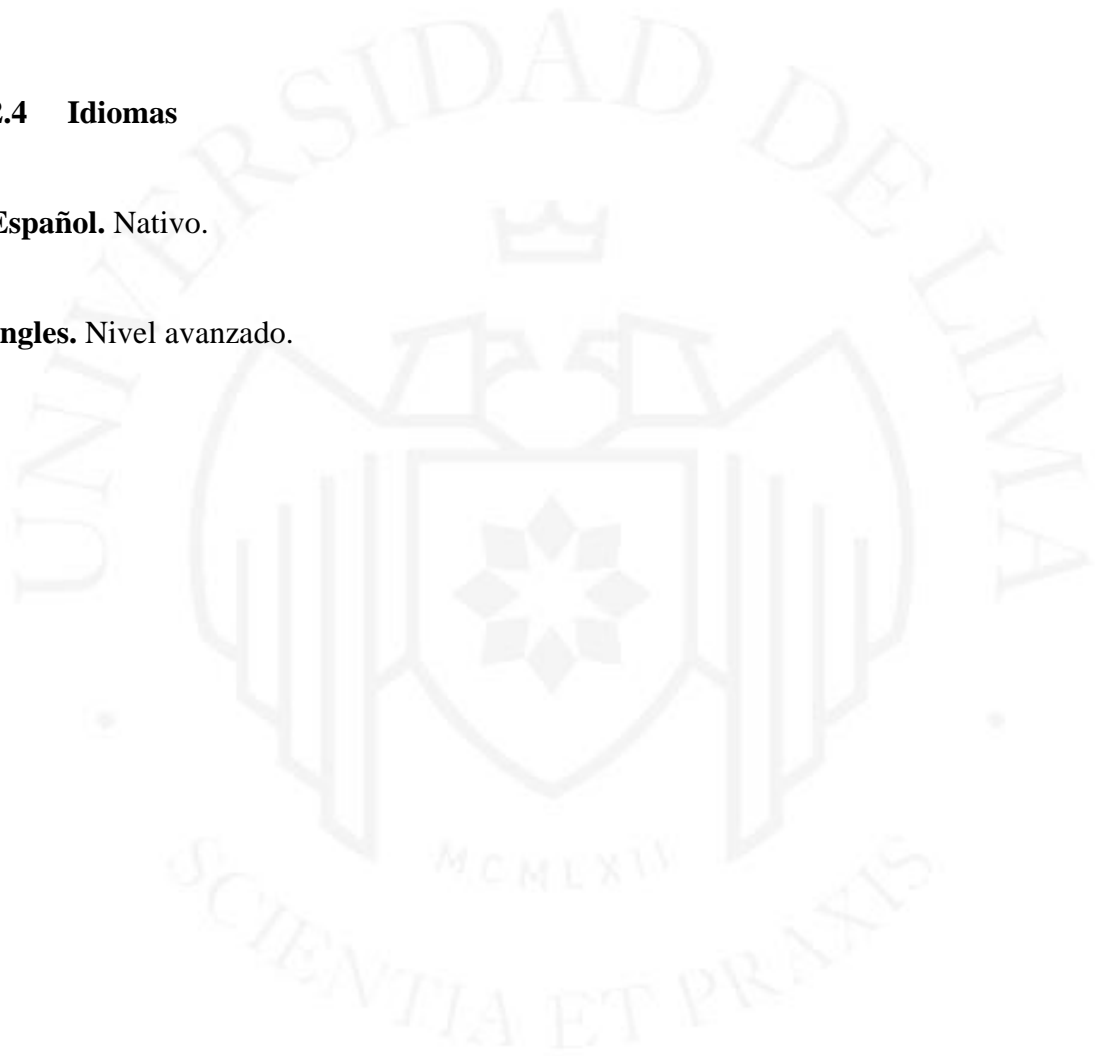 2.4 Idiomas
Español. Nativo.
ngles. Nivel avanzado.
UNIVERSIDAD DE LIMA
MCMLXII
SCIENTIA ET PRAXIS